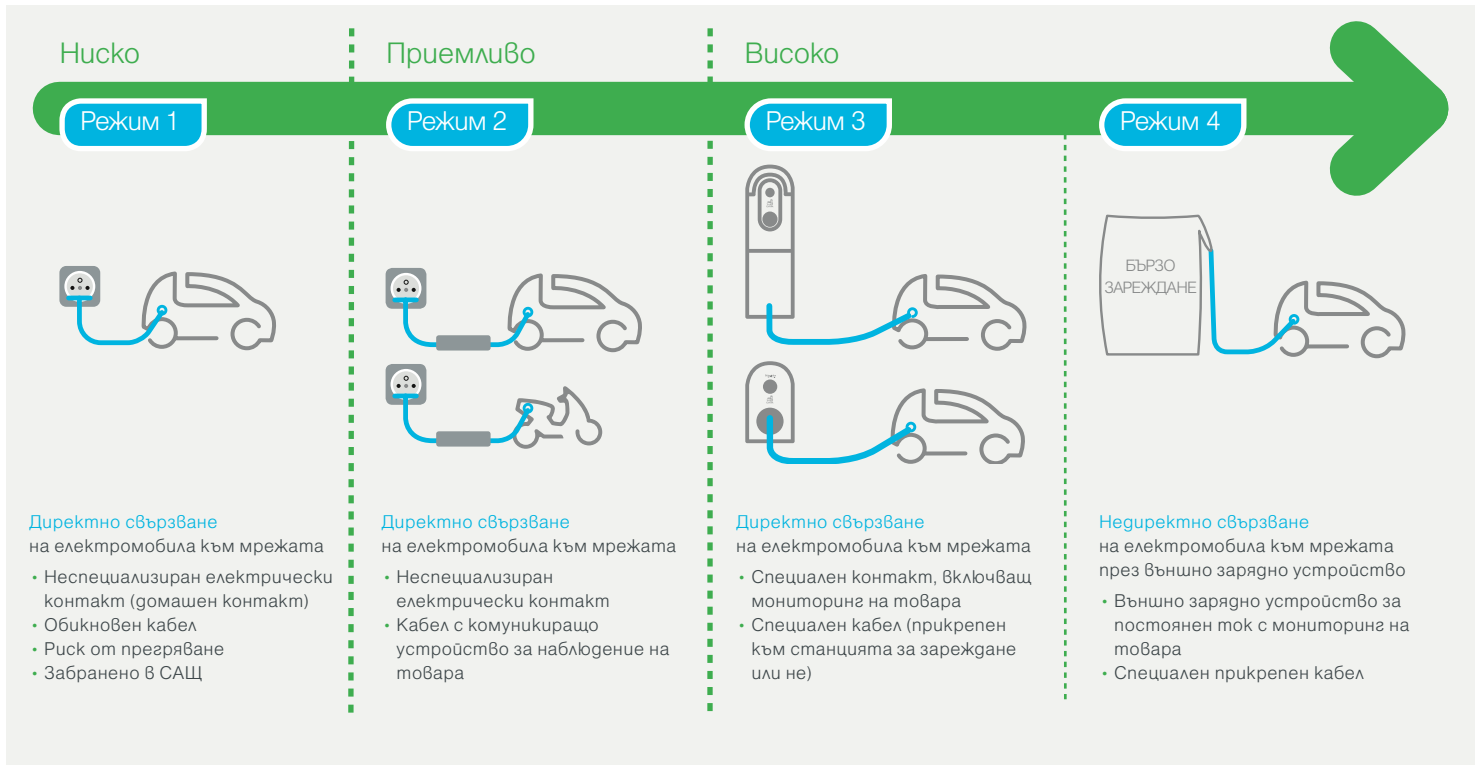 Ниско
Приемливо
Високо
Режим 1
Режим 2
Режим 3
Режим 4
БЪРЗО
ЗАРЕЖДАНЕ
Директно свързване
на електромобила към мрежата
• Неспециализиран електрически
контакт (домашен контакт)
• Обикновен кабел
• Риск от прегряване
• Забранено в САЩ
Директно свързване
на електромобила към мрежата
• Неспециализиран
електрически контакт
• Кабел с комуникиращо
устройство за наблюдение на
товара
Директно свързване
на електромобила към мрежата
• Специален контакт, включващ
мониторинг на товара
• Специален кабел (прикрепен
към станцията за зареждане
или не)
Недиректно свързване
на електромобила към мрежата
през външно зарядно устройство
• Външно зарядно устройство за
постоянен ток с мониторинг на
товара
• Специален прикрепен кабел